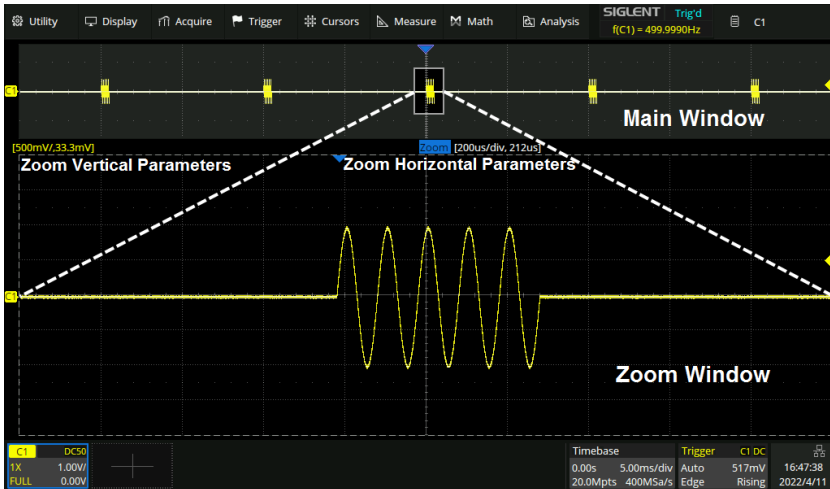 Utility Display Acquire Trigger Cursors Measure Math Analysis SIGLENT Trig'd C1
f(C1) = 499.9990Hz
C1
Main Window
[500mV/,33.3mV] Zoom [200us/div, 212us]
Zoom Vertical Parameters Zoom Horizontal Parameters
C1
Zoom Window
C1 DC50 Timebase Trigger C1 DC
1X 1.00V/ 0.00s 5.00ms/div Auto 517mV 16:47:38
FULL 0.00V 20.0Mpts 400MSa/s Edge Rising 2022/4/11